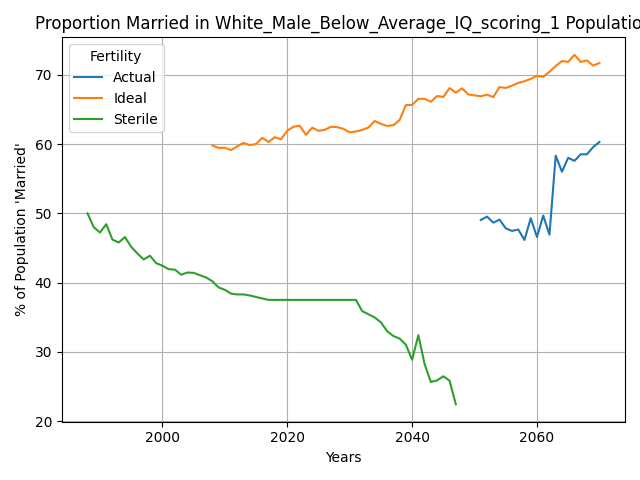 Proportion Married in White_Male_Below_Average_IQ_scoring_1 Populatio
Fertility
Actual
Ideal
Sterile
% of Population 'Married'
70
60
50
40
30
20
2000
2020
2040
2060
Years